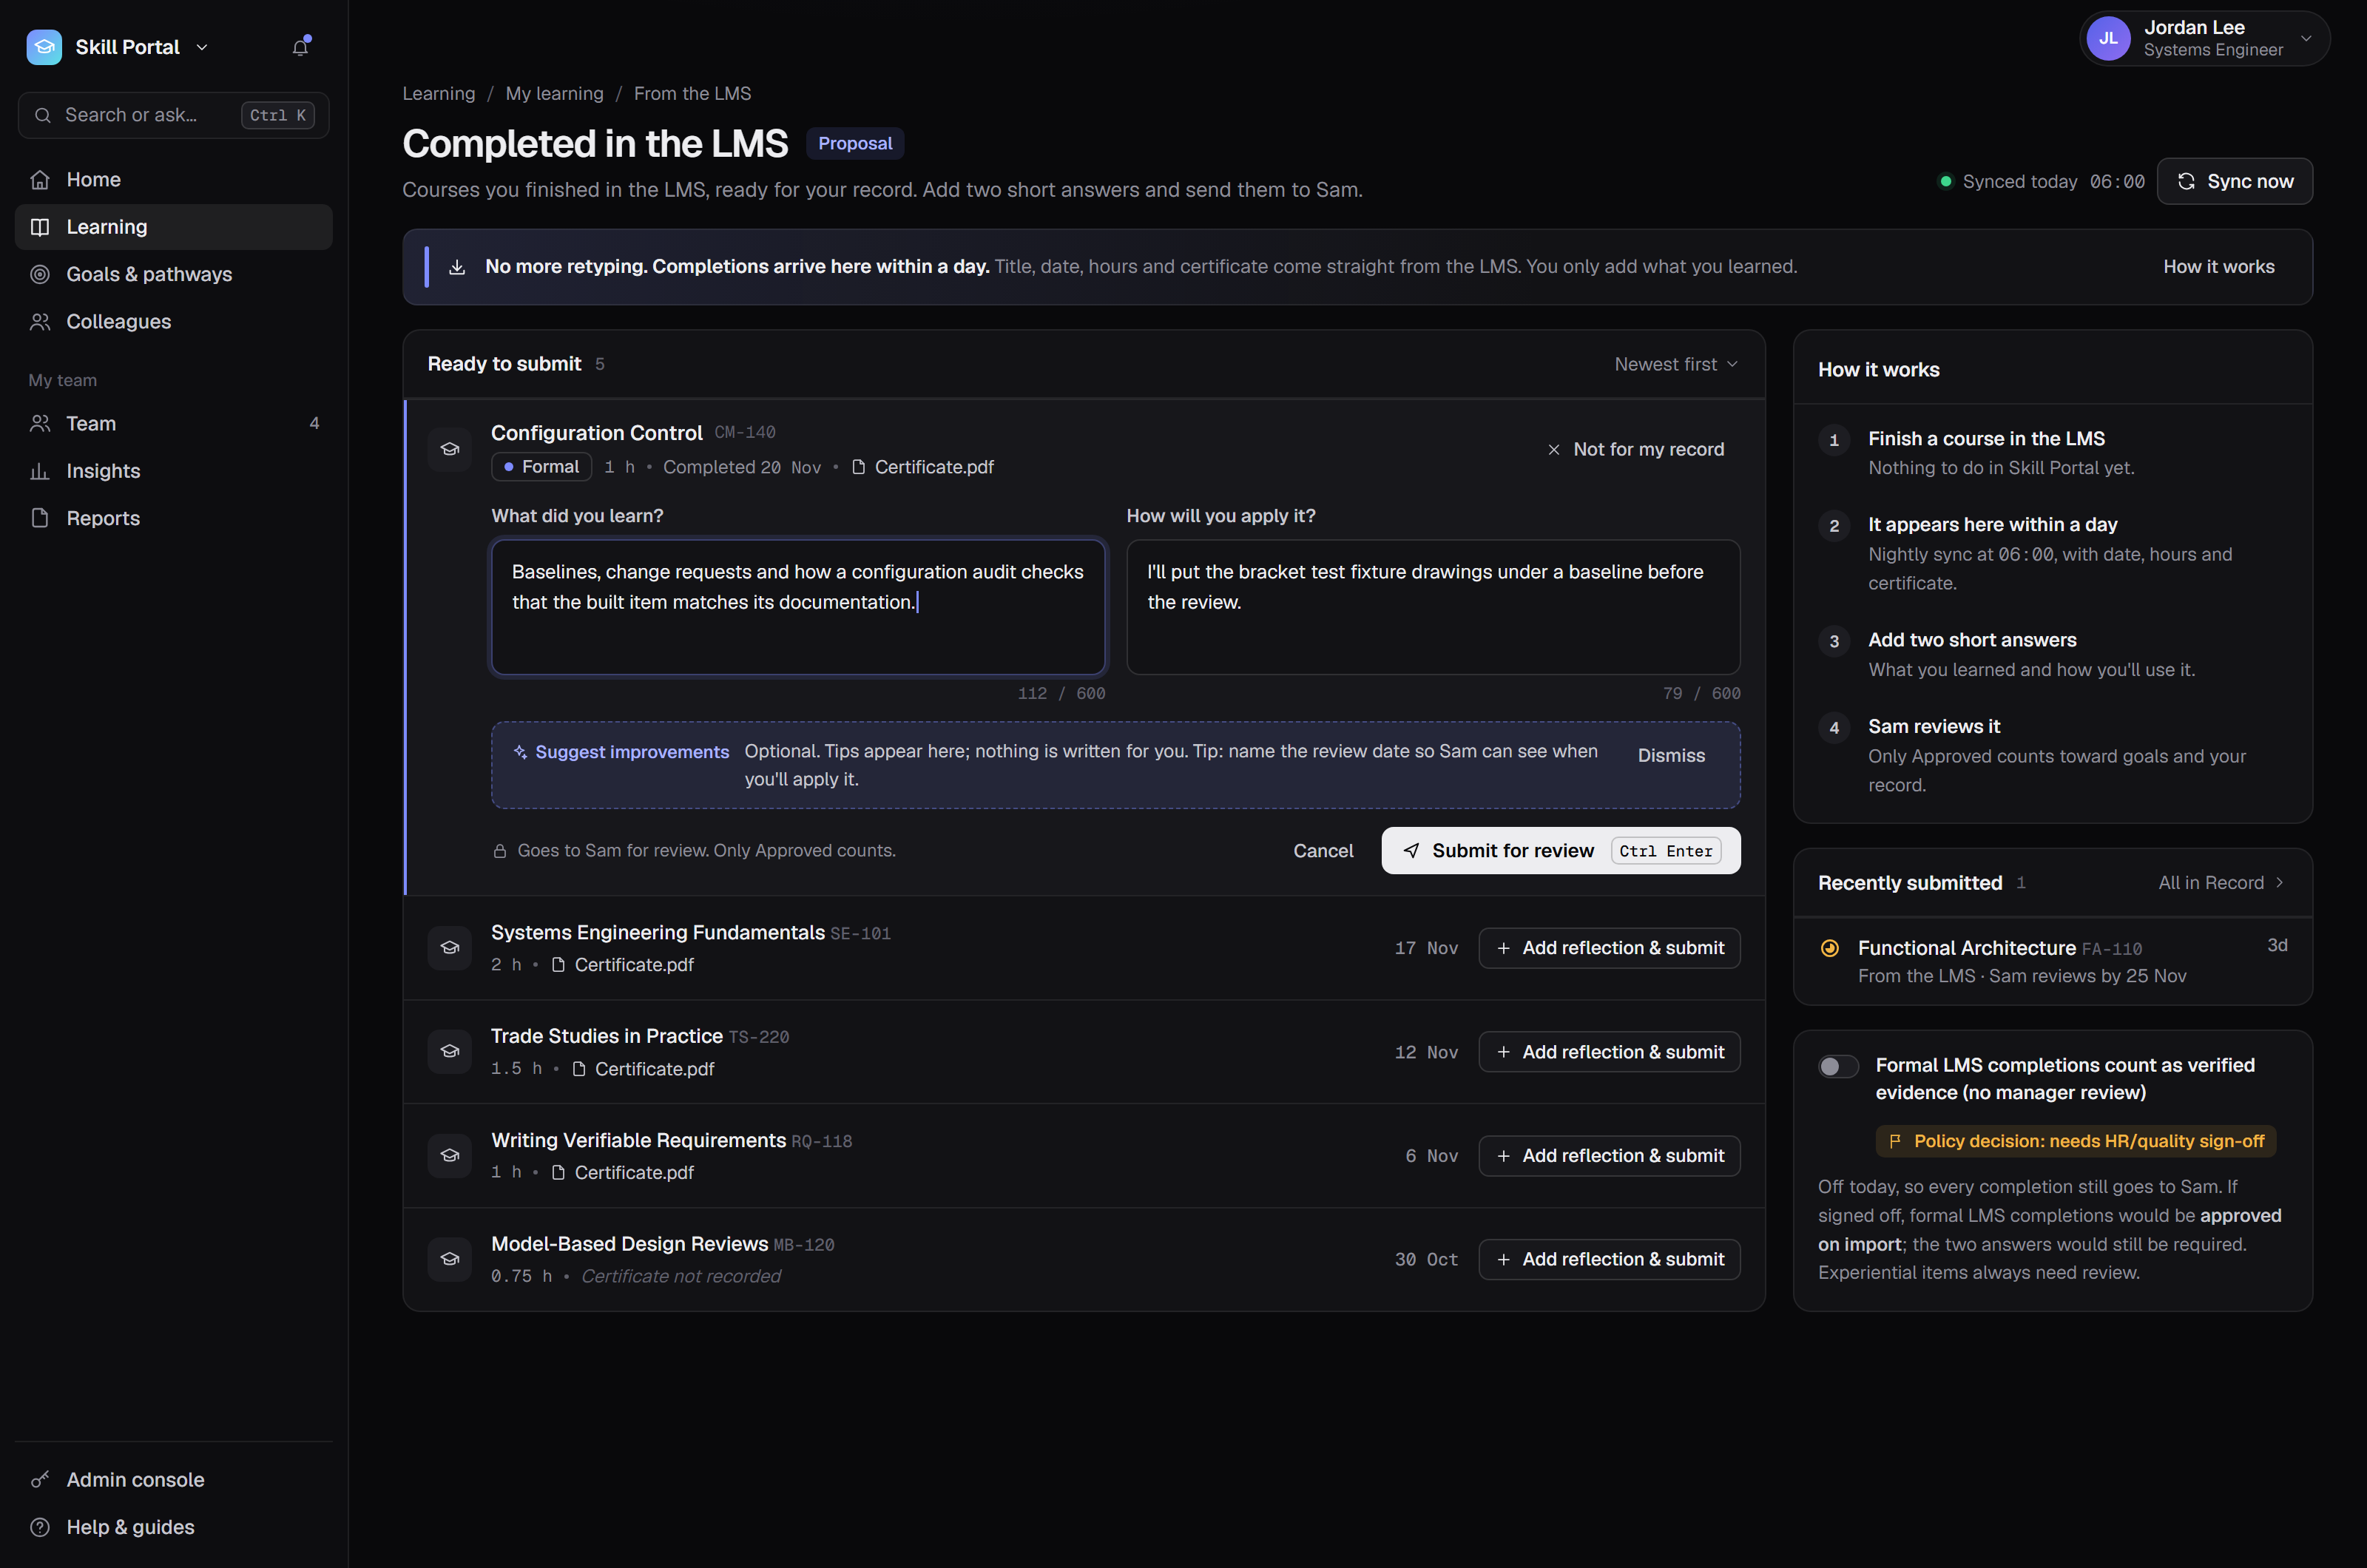 Skill Portal
Search or ask... Ctrl K
Home
Learning
Goals & pathways
Colleagues
My team
Team 4
Insights
Reports
Admin console
Help & guides
JL Jordan Lee
Systems Engineer
Learning / My learning / From the LMS
Completed in the LMS Proposal
Courses you finished in the LMS, ready for your record. Add two short answers and send them to Sam.
Synced today 06:00 Sync now
No more retyping. Completions arrive here within a day. Title, date, hours and certificate come straight from the LMS. You only add what you learned. How it works
Ready to submit 5 Newest first
Configuration Control CM-140
Formal 1 h • Completed 20 Nov • Certificate.pdf
Not for my record
What did you learn?
Baselines, change requests and how a configuration audit checks
that the built item matches its documentation.
112 / 600
How will you apply it?
I'll put the bracket test fixture drawings under a baseline before
the review.
79 / 600
Suggest improvements Optional. Tips appear here; nothing is written for you. Tip: name the review date so Sam can see when
you'll apply it.
Dismiss
Goes to Sam for review. Only Approved counts. Cancel Submit for review Ctrl Enter
Systems Engineering Fundamentals SE-101
2 h • Certificate.pdf
17 Nov + Add reflection & submit
Trade Studies in Practice TS-220
1.5 h • Certificate.pdf
12 Nov + Add reflection & submit
Writing Verifiable Requirements RQ-118
1 h • Certificate.pdf
6 Nov + Add reflection & submit
Model-Based Design Reviews MB-120
0.75 h • Certificate not recorded
30 Oct + Add reflection & submit
How it works
1 Finish a course in the LMS
Nothing to do in Skill Portal yet.
2 It appears here within a day
Nightly sync at 06:00, with date, hours and
certificate.
3 Add two short answers
What you learned and how you'll use it.
4 Sam reviews it
Only Approved counts toward goals and your
record.
Recently submitted 1 All in Record
Functional Architecture FA-110 3d
From the LMS · Sam reviews by 25 Nov
Formal LMS completions count as verified
evidence (no manager review)
Policy decision: needs HR/quality sign-off
Off today, so every completion still goes to Sam. If
signed off, formal LMS completions would be approved
on import; the two answers would still be required.
Experiential items always need review.